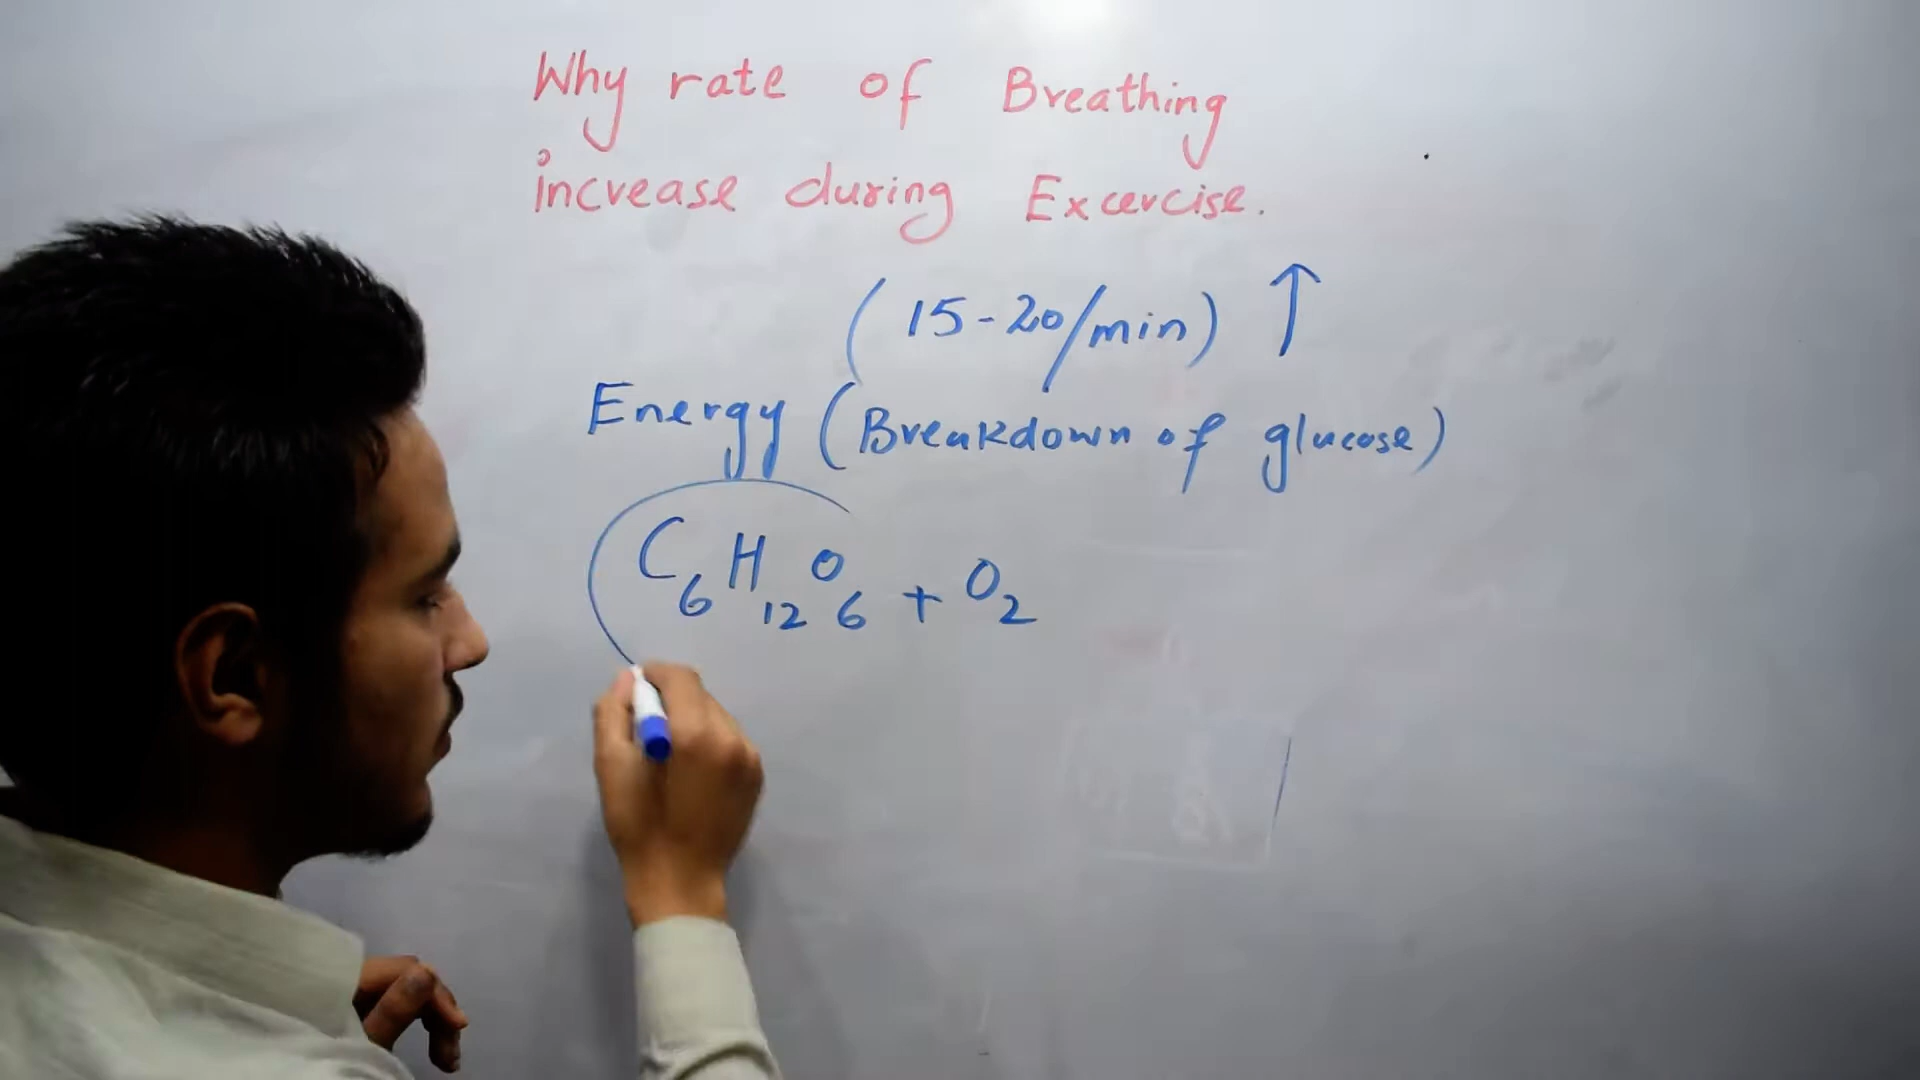 Why rate of Breathing
increase during Excercise.
(15-20/min) ↑
Energy (Breakdown of glucose)
C6H12O6 + O2